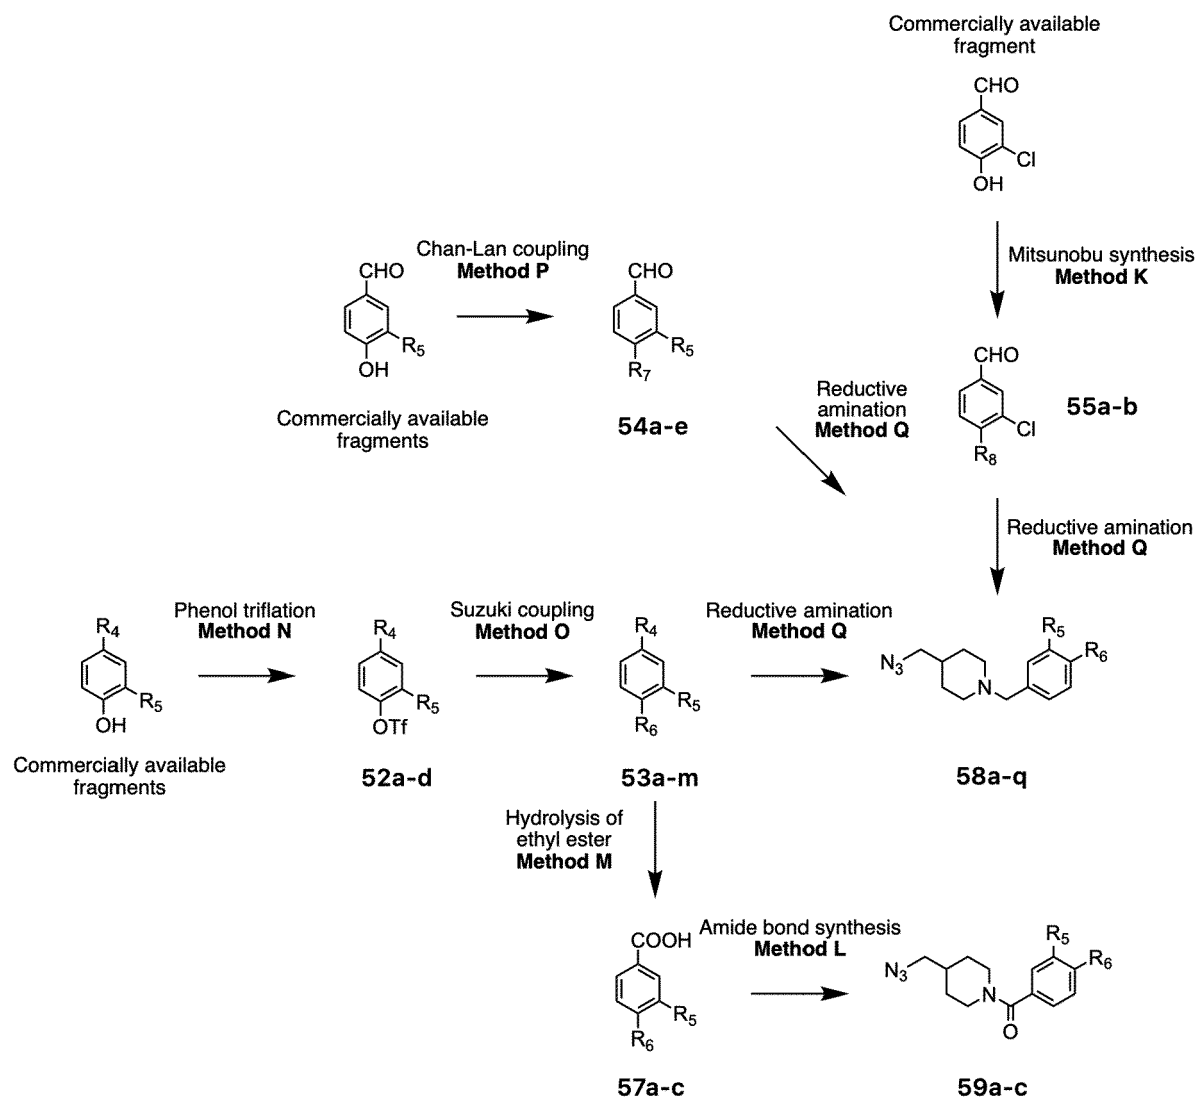 Commercially available
fragment
CHO
Cl
OH
Mitsunobu synthesis
Method K
Chan-Lan coupling
Method P
CHO
R5
OH
Commercially available
fragments
CHO
R5
R7
54a-e
Reductive
amination
Method Q
CHO
Cl
R8
55a-b
Reductive amination
Method Q
Phenol triflation
Method N
Suzuki coupling
Method O
Reductive amination
Method Q
R4
R5
OH
Commercially available
fragments
R4
R5
OTf
52a-d
R4
R5
R6
53a-m
N3
N
R5
R6
58a-q
Hydrolysis of
ethyl ester
Method M
COOH
R5
R6
57a-c
Amide bond synthesis
Method L
N3
N
O
R5
R6
59a-c